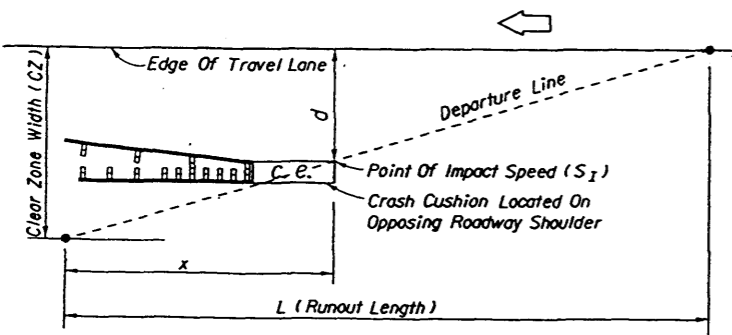 Edge Of Travel Lane
Clear Zone Width (CZ)
d
Departure Line
c.e.
Point Of Impact Speed (SI)
Crash Cushion Located On
Opposing Roadway Shoulder
x
L (Runout Length)